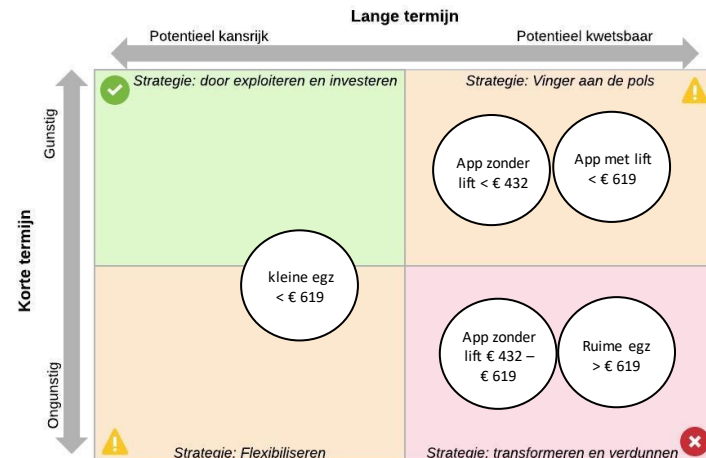 Lange termijn
Potentieel kansrijk
Potentieel kwetsbaar
Strategie: door exploiteren en investeren
Strategie: Vinger aan de pols
Gunstig
Korte termijn
Ongunstig
App zonder
lift < € 432
App met lift
< € 619
kleine egz
< € 619
App zonder
lift € 432 –
€ 619
Ruime egz
> € 619
Strategie: Flexibiliseren
Strategie: transformeren en verdunnen